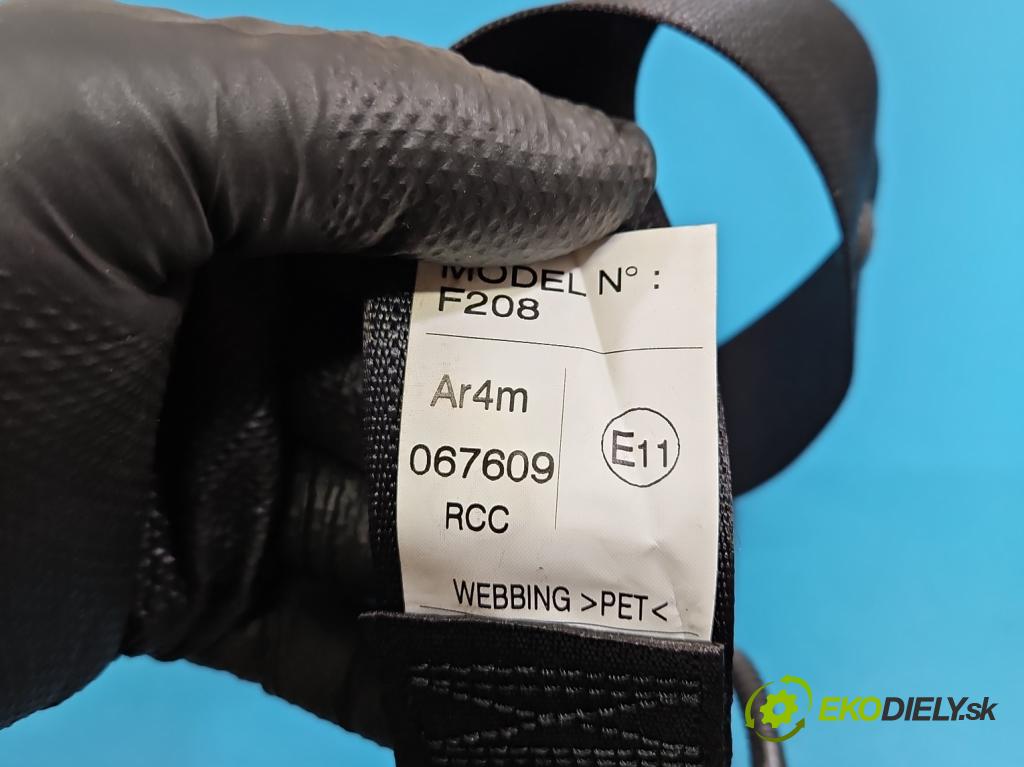 MODEL N° :
F208
Ar4m
067609
RCC
E11
WEBBING >PET<
EKODIELY.sk